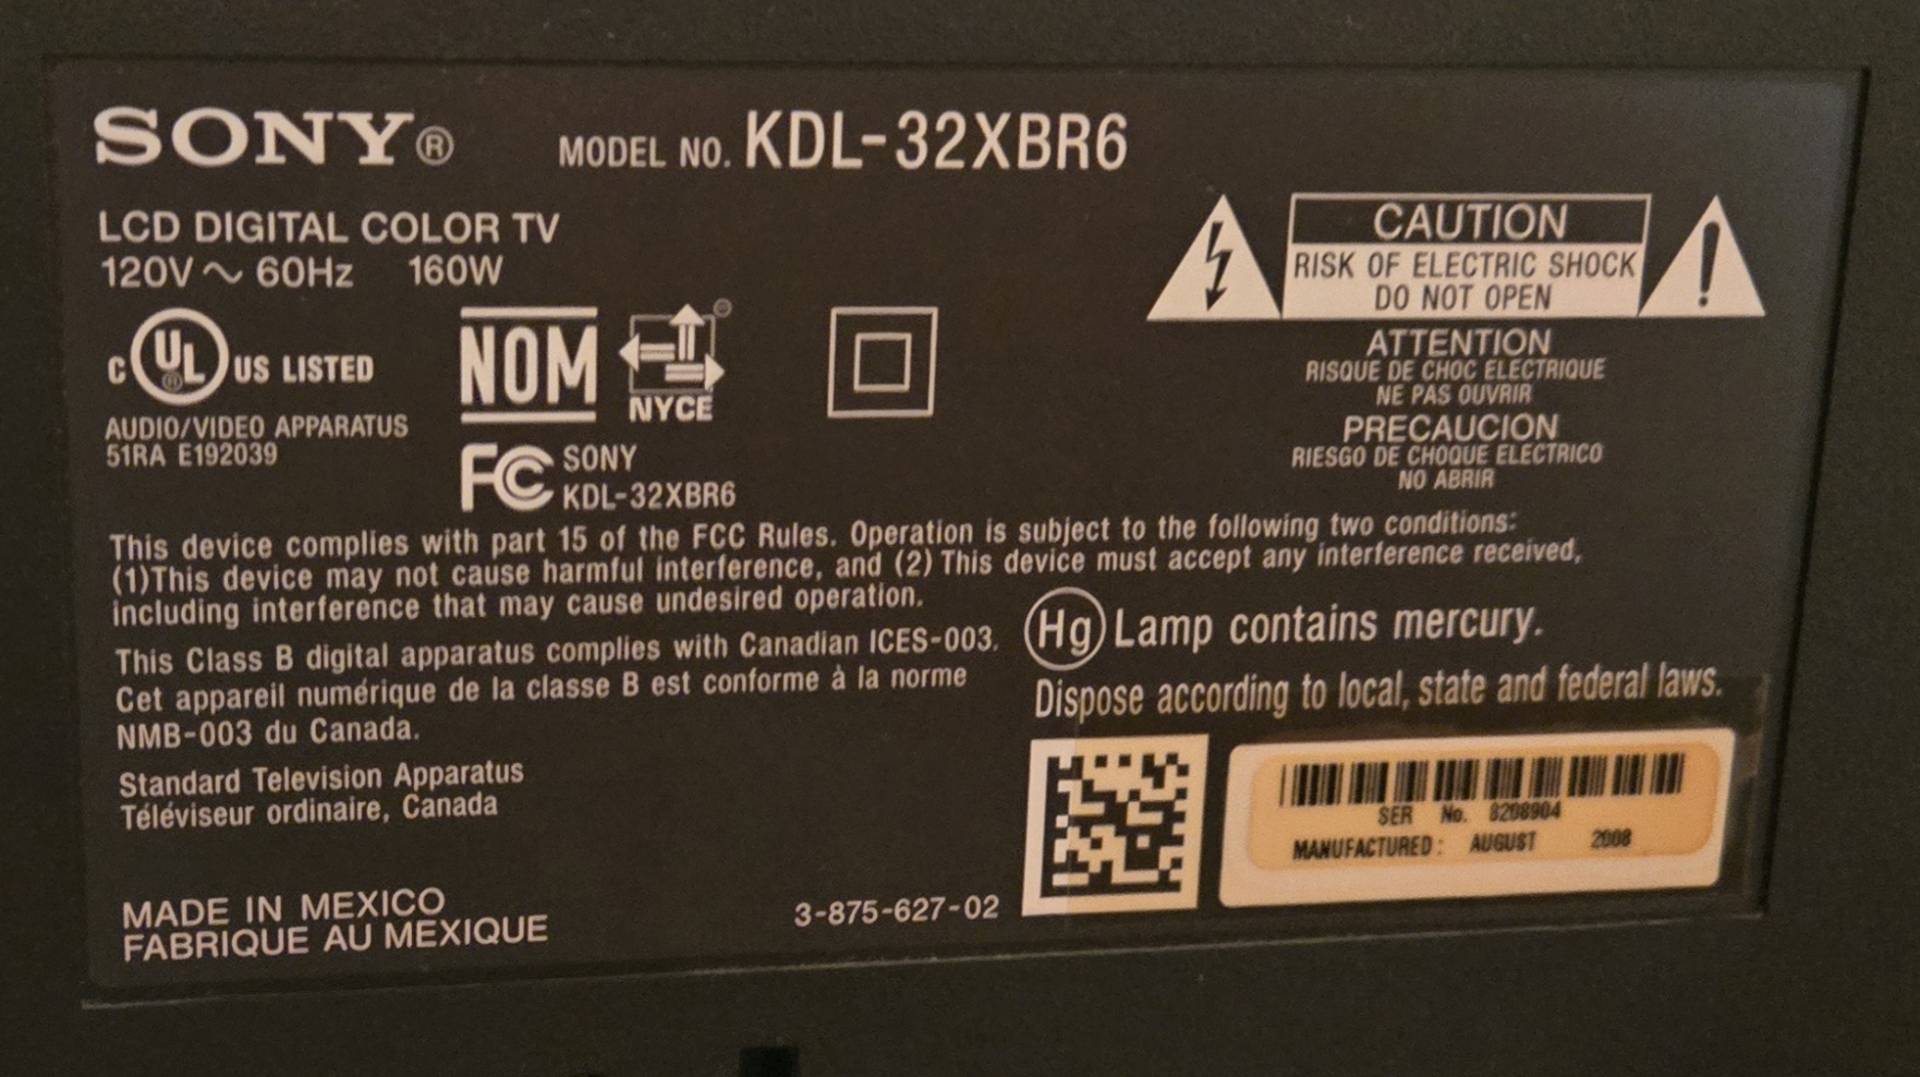 SONY®
MODEL NO. KDL-32XBR6
LCD DIGITAL COLOR TV
120V ~ 60Hz 160W
C UL® US LISTED
AUDIO/VIDEO APPARATUS
51RA E192039
NOM
NYCE
FC SONY
KDL-32XBR6
CAUTION
RISK OF ELECTRIC SHOCK
DO NOT OPEN
ATTENTION
RISQUE DE CHOC ELECTRIQUE
NE PAS OUVRIR
PRECAUCION
RIESGO DE CHOQUE ELECTRICO
NO ABRIR
This device complies with part 15 of the FCC Rules. Operation is subject to the following two conditions:
(1)This device may not cause harmful interference, and (2) This device must accept any interference received,
including interference that may cause undesired operation.
This Class B digital apparatus complies with Canadian ICES-003.
Cet appareil numérique de la classe B est conforme à la norme
NMB-003 du Canada.
Standard Television Apparatus
Téléviseur ordinaire, Canada
Hg Lamp contains mercury.
Dispose according to local, state and federal laws.
SER No. 8208904
MANUFACTURED: AUGUST 2008
MADE IN MEXICO
FABRIQUE AU MEXIQUE
3-875-627-02